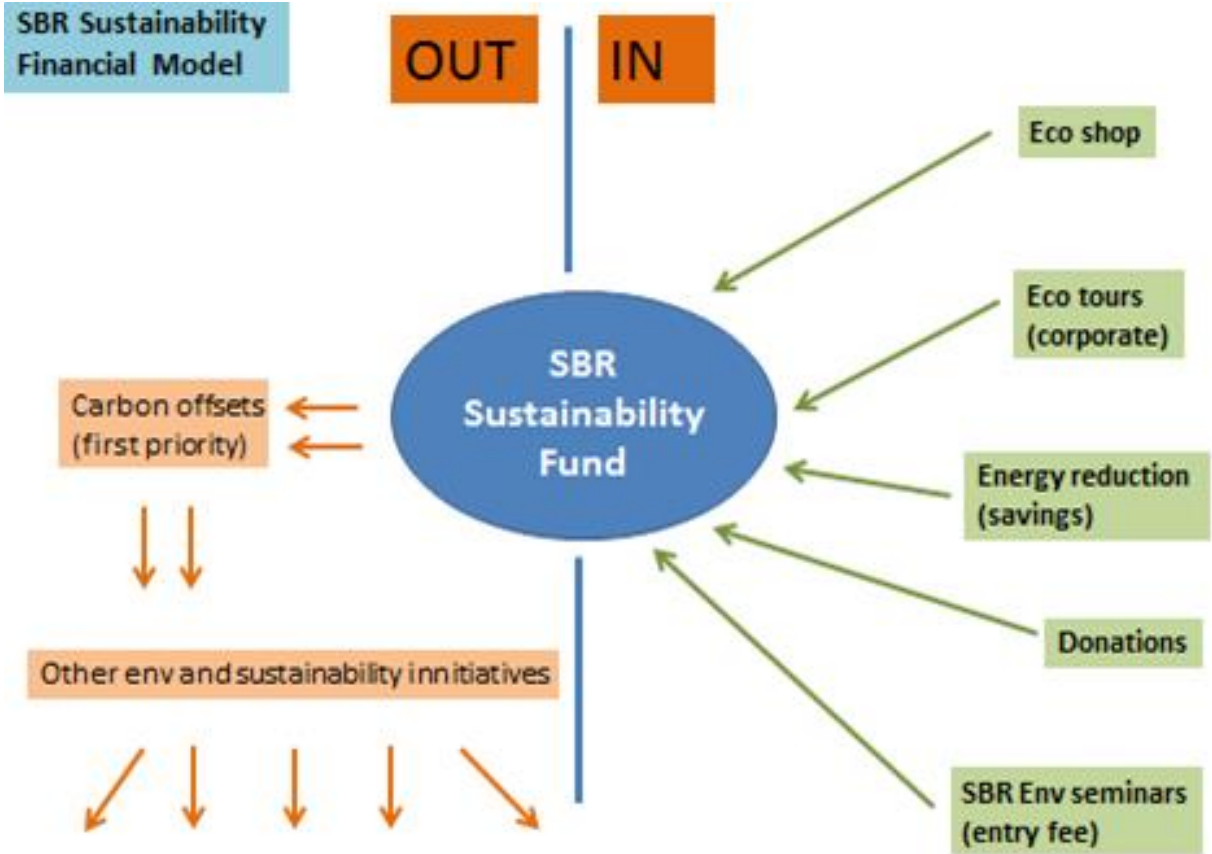 SBR Sustainability
Financial Model
OUT
IN
Eco shop
Eco tours
(corporate)
SBR
Sustainability
Fund
Carbon offsets
(first priority)
Energy reduction
(savings)
Other env and sustainability innitiatives
Donations
SBR Env seminars
(entry fee)